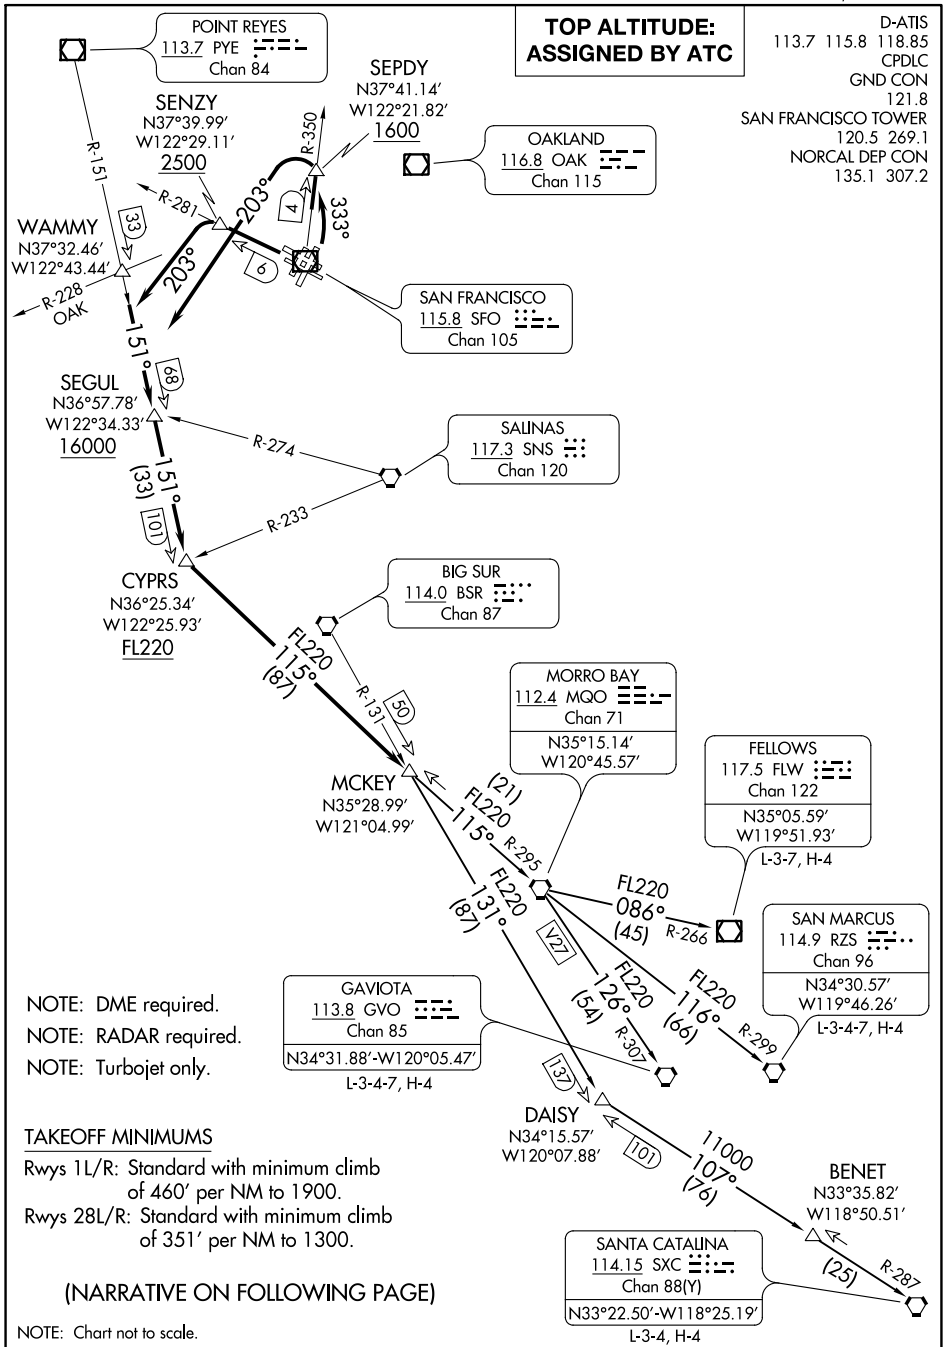 TOP ALTITUDE:
ASSIGNED BY ATC
D-ATIS
113.7 115.8 118.85
CPDLC
GND CON
121.8
SAN FRANCISCO TOWER
120.5 269.1
NORCAL DEP CON
135.1 307.2
POINT REYES
113.7 PYE
Chan 84
SEPDY
N37°41.14'
W122°21.82'
1600
SENZY
N37°39.99'
W122°29.11'
2500
OAKLAND
116.8 OAK
Chan 115
R-350
R-151
R-281
203°
203°
4
333°
6
33
WAMMY
N37°32.46'
W122°43.44'
R-228
OAK
SAN FRANCISCO
115.8 SFO
Chan 105
151°
68
SEGUL
N36°57.78'
W122°34.33'
16000
R-274
SALINAS
117.3 SNS
Chan 120
151°
(33)
101
R-233
CYPRS
N36°25.34'
W122°25.93'
FL220
BIG SUR
114.0 BSR
Chan 87
FL220
115°
(87)
R-131
50
MORRO BAY
112.4 MQO
Chan 71
N35°15.14'
W120°45.57'
FELLOWS
117.5 FLW
Chan 122
N35°05.59'
W119°51.93'
L-3-7, H-4
MCKEY
N35°28.99'
W121°04.99'
(21)
FL220
115°
R-295
FL220
131°
(87)
FL220
086°
(45)
R-266
V27
SAN MARCUS
114.9 RZS
Chan 96
N34°30.57'
W119°46.26'
L-3-4-7, H-4
FL220
126°
(54)
R-307
FL220
116°
(66)
R-299
GAVIOTA
113.8 GVO
Chan 85
N34°31.88'-W120°05.47'
L-3-4-7, H-4
NOTE: DME required.
NOTE: RADAR required.
NOTE: Turbojet only.
137
DAISY
N34°15.57'
W120°07.88'
101
11000
107°
(76)
BENET
N33°35.82'
W118°50.51'
R-287
(25)
TAKEOFF MINIMUMS
Rwys 1L/R: Standard with minimum climb
of 460' per NM to 1900.
Rwys 28L/R: Standard with minimum climb
of 351' per NM to 1300.
SANTA CATALINA
114.15 SXC
Chan 88(Y)
N33°22.50'-W118°25.19'
L-3-4, H-4
(NARRATIVE ON FOLLOWING PAGE)
NOTE: Chart not to scale.